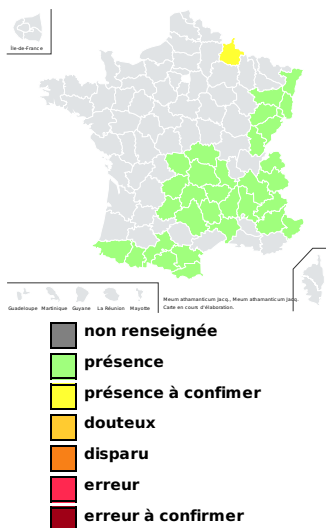 Île-de-France
Guadeloupe Martinique Guyane La Réunion Mayotte
Meum athamanticum Jacq., Meum athamanticum Jacq.
Carte en cours d'élaboration.
non renseignée
présence
présence à confimer
douteux
disparu
erreur
erreur à confirmer